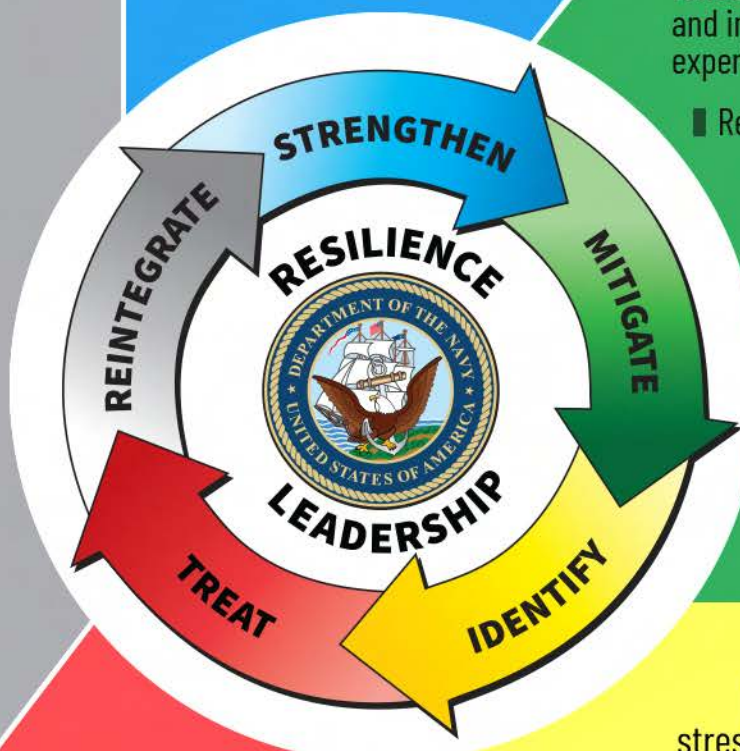 and in
exper
Re
STRENGTHEN
MITIGATE
IDENTIFY
TREAT
REINTEGRATE
RESILIENCE
DEPARTMENT OF THE NAVY
UNITED STATES OF AMERICA
LEADERSHIP
stres